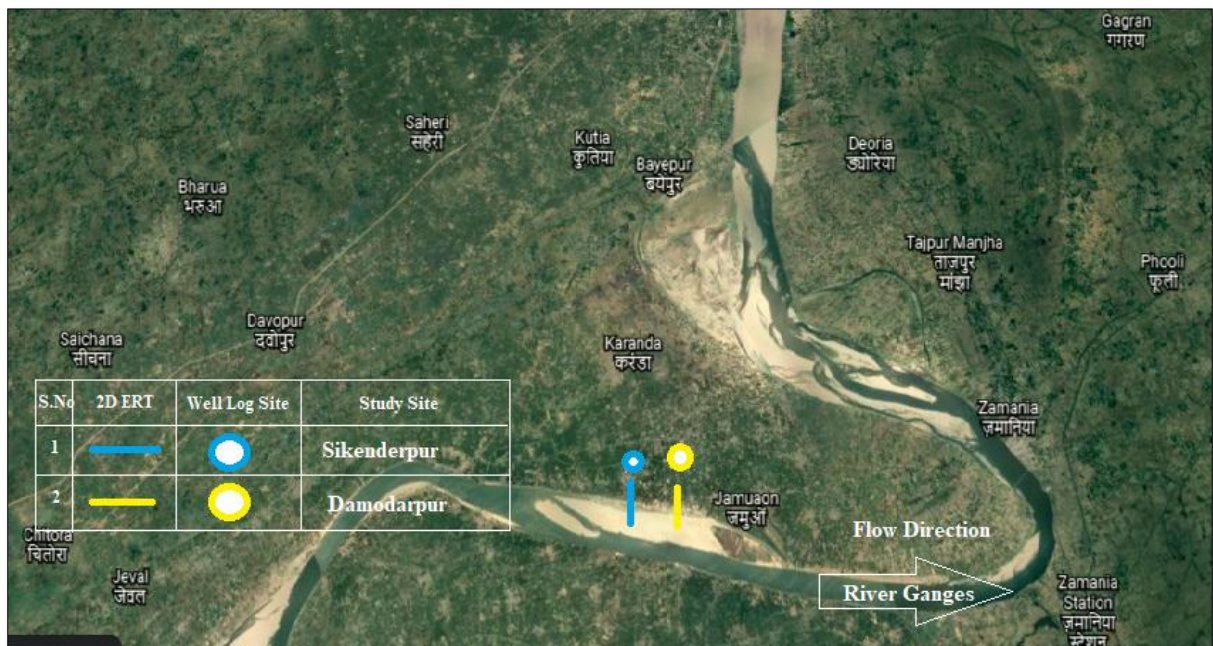 Gagran
गगरण
Saheri
सहेरी
Kutia
कुतिया
Bayepur
बयेपुर
Deoria
ड्योरिया
Bharua
भरुआ
Tajpur Manjha
ताजपुर
मांझा
Phooli
फूली
Davopur
दवोपुर
Saichana
सीचना
Karanda
करंडा
S.No 2D ERT Well Log Site Study Site
1 Sikenderpur
2 Damodarpur
Zamania
ज़मानिया
Jamuaon
जमुआँ
Chitora
चितोरा
Flow Direction
River Ganges
Jeval
जेवल
Zamania
Station
ज़मानिया
स्टेशन